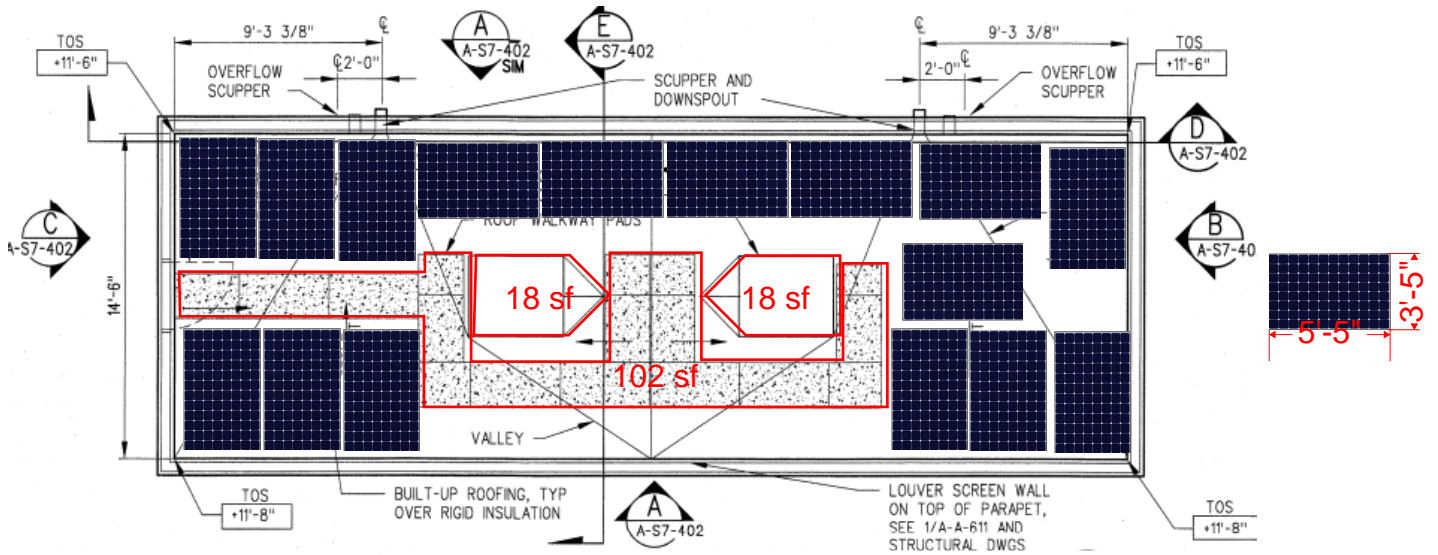 9'-3 3/8"
℄
A
A-S7-402
SIM
E
A-S7-402
℄
9'-3 3/8"
TOS
+11'-6"
OVERFLOW
SCUPPER
℄
2'-0"
SCUPPER AND
DOWNSPOUT
2'-0"
℄
OVERFLOW
SCUPPER
TOS
+11'-6"
D
A-S7-402
C
A-S7-402
ROOF WALKWAY PADS
B
A-S7-40
14'-6"
18 sf
18 sf
3'-5"
5'-5"
102 sf
VALLEY
TOS
+11'-8"
BUILT-UP ROOFING, TYP
OVER RIGID INSULATION
A
A-S7-402
LOUVER SCREEN WALL
ON TOP OF PARAPET,
SEE 1/A-A-611 AND
STRUCTURAL DWGS
TOS
+11'-8"